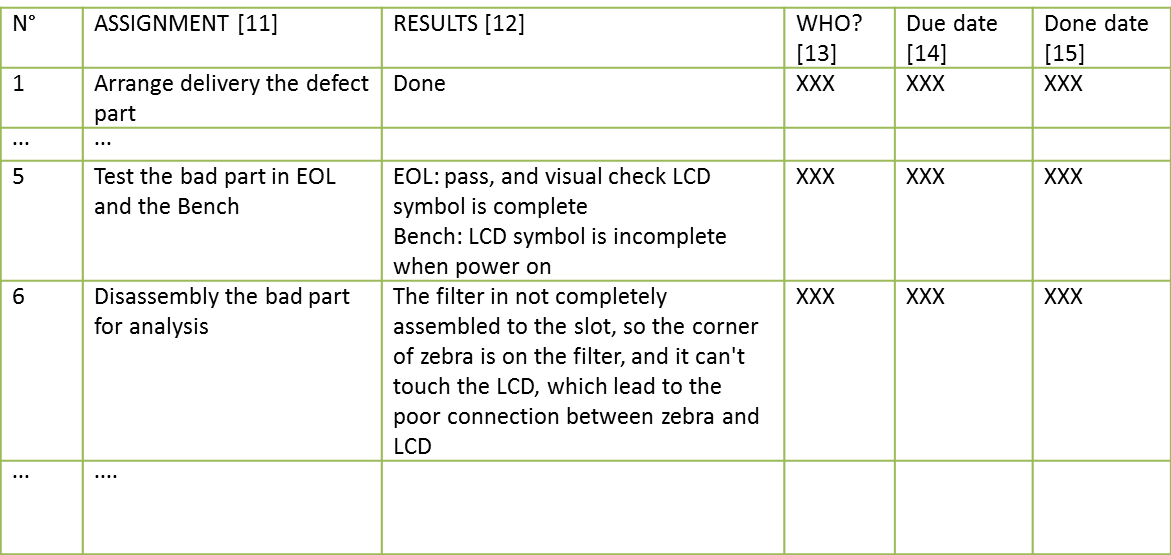 N° ASSIGNMENT [11] RESULTS [12] WHO? Due date Done date
[13] [14] [15]
1 Arrange delivery the defect Done XXX XXX XXX
part
... ...
5 Test the bad part in EOL EOL: pass, and visual check LCD XXX XXX XXX
and the Bench symbol is complete
Bench: LCD symbol is incomplete
when power on
6 Disassembly the bad part The filter in not completely XXX XXX XXX
for analysis assembled to the slot, so the corner
of zebra is on the filter, and it can't
touch the LCD, which lead to the
poor connection between zebra and
LCD
... ....